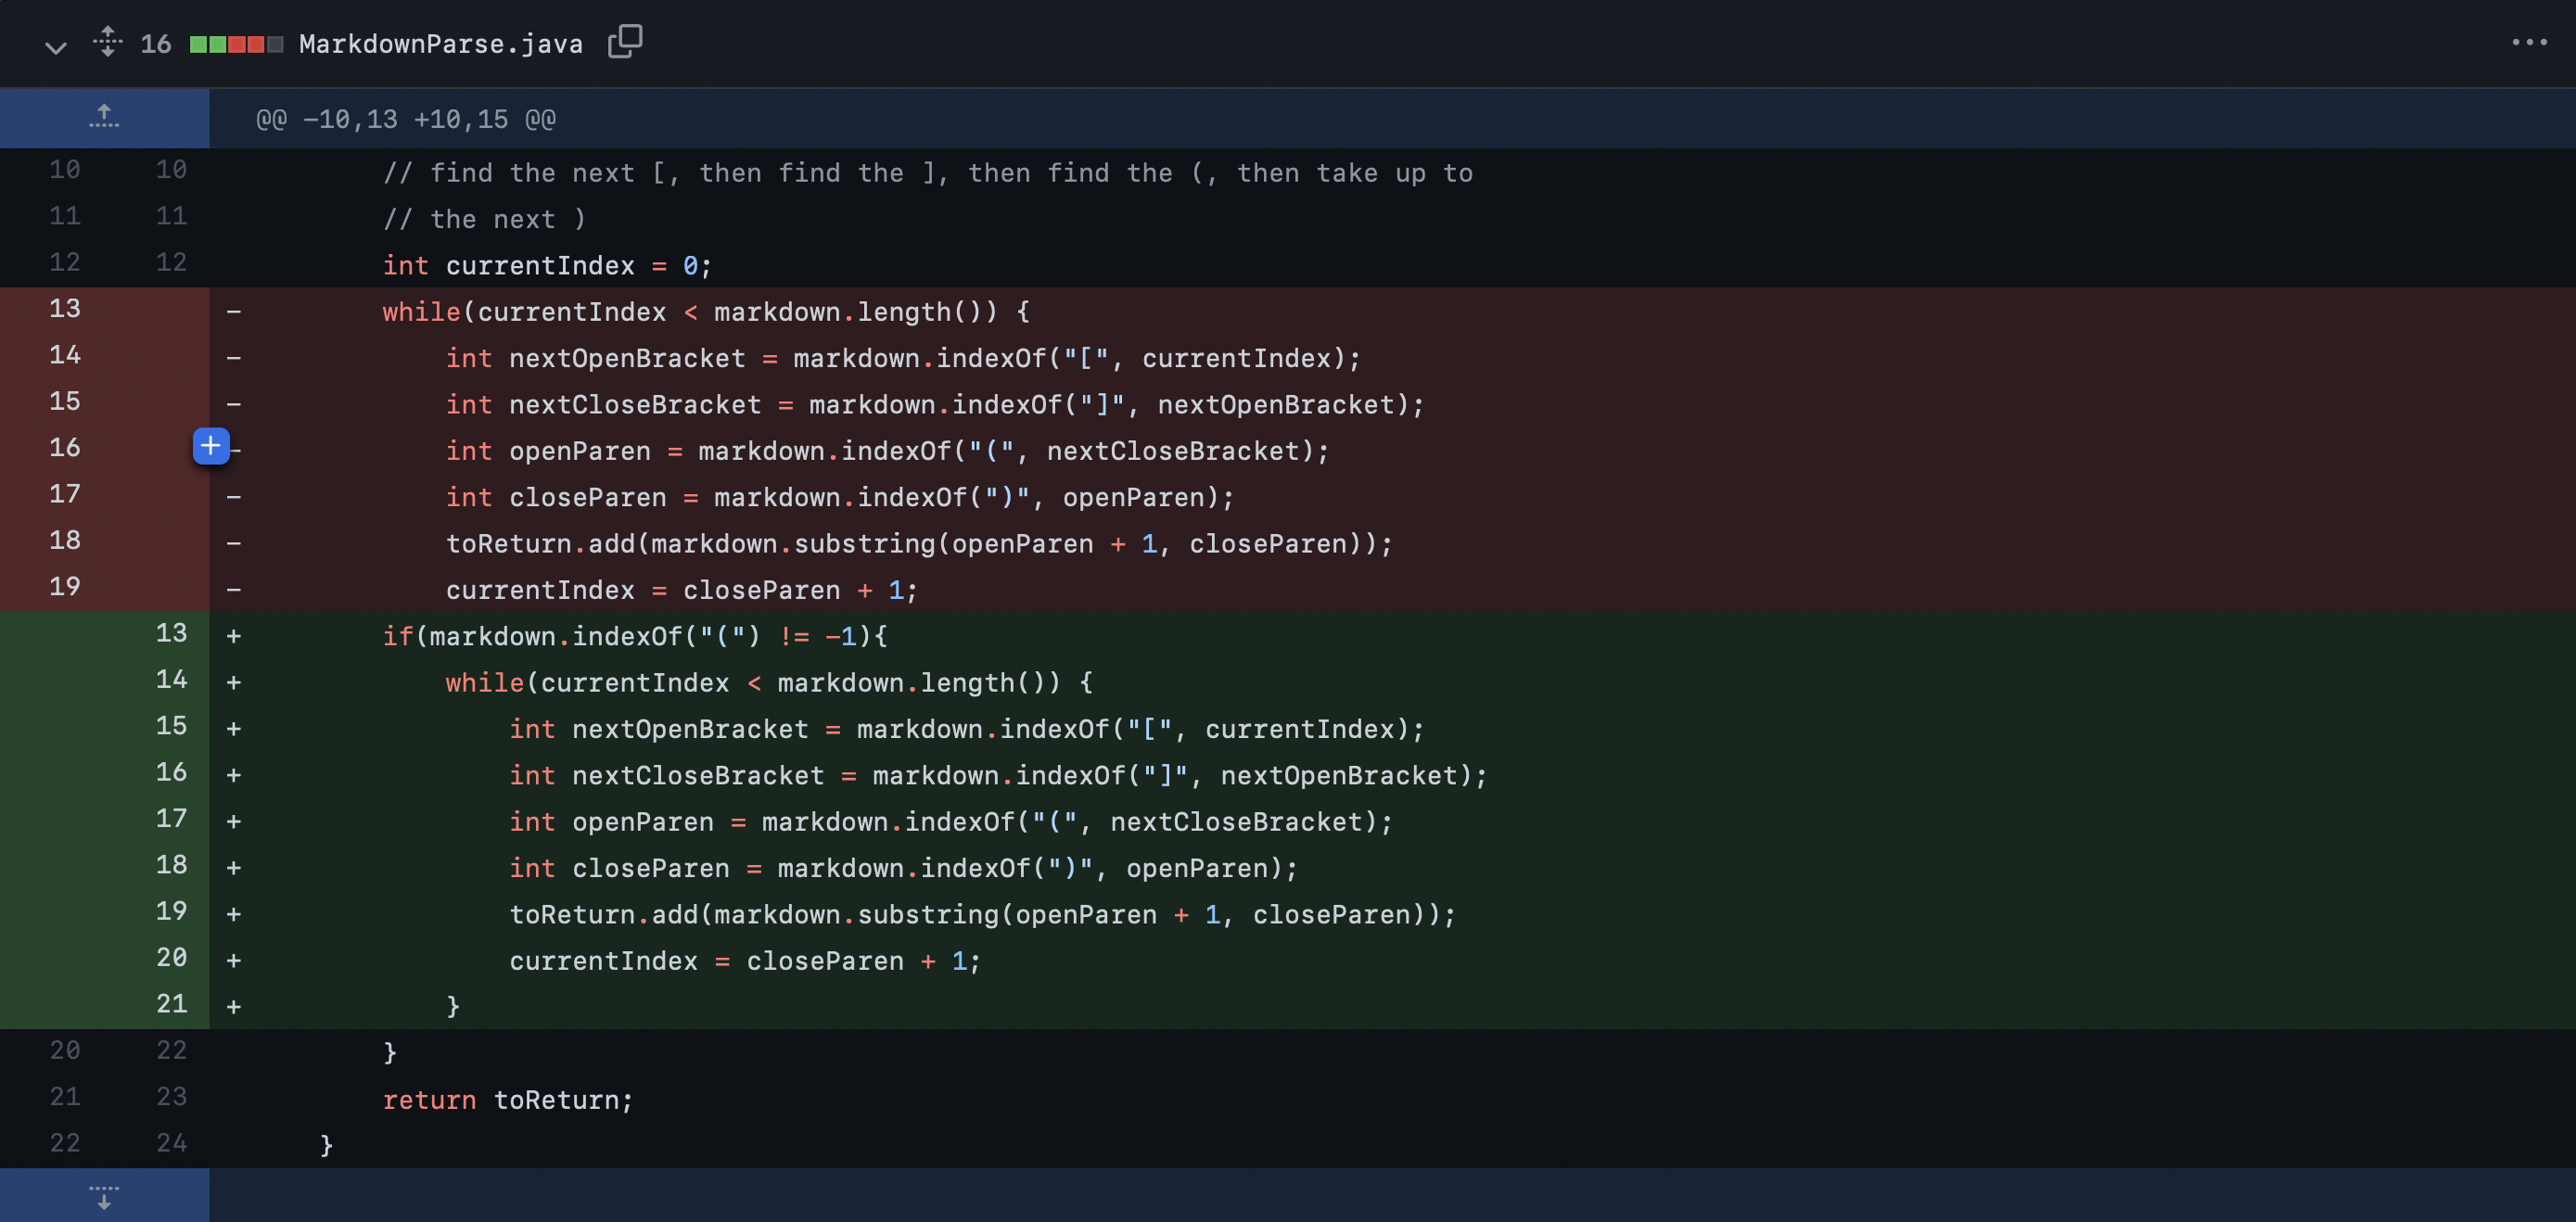 16 MarkdownParse.java
@@ -10,13 +10,15 @@
10 10 // find the next [, then find the ], then find the (, then take up to
11 11 // the next )
12 12 int currentIndex = 0;
13 - while(currentIndex < markdown.length()) {
14 - int nextOpenBracket = markdown.indexOf("[", currentIndex);
15 - int nextCloseBracket = markdown.indexOf("]", nextOpenBracket);
16 - int openParen = markdown.indexOf("(", nextCloseBracket);
17 - int closeParen = markdown.indexOf(")", openParen);
18 - toReturn.add(markdown.substring(openParen + 1, closeParen));
19 - currentIndex = closeParen + 1;
13 + if(markdown.indexOf("(") != -1){
14 + while(currentIndex < markdown.length()) {
15 + int nextOpenBracket = markdown.indexOf("[", currentIndex);
16 + int nextCloseBracket = markdown.indexOf("]", nextOpenBracket);
17 + int openParen = markdown.indexOf("(", nextCloseBracket);
18 + int closeParen = markdown.indexOf(")", openParen);
19 + toReturn.add(markdown.substring(openParen + 1, closeParen));
20 + currentIndex = closeParen + 1;
21 + }
20 22 }
21 23 return toReturn;
22 24 }